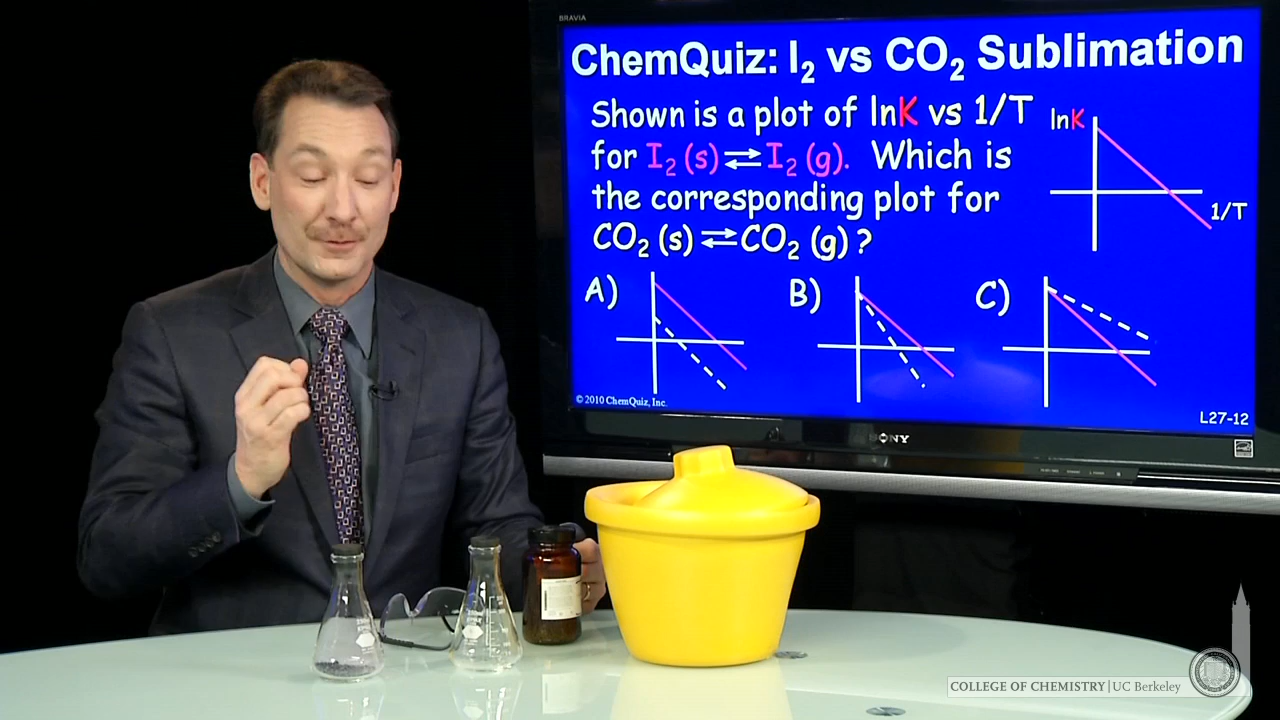 BRAVIA
ChemQuiz: I₂ vs CO₂ Sublimation
Shown is a plot of lnK vs 1/T
for I₂ (s) ⇌ I₂ (g). Which is
the corresponding plot for
CO₂ (s) ⇌ CO₂ (g) ?
lnK
1/T
A)
B)
C)
© 2010 ChemQuiz, Inc.
L27-12
SONY
COLLEGE OF CHEMISTRY | UC Berkeley